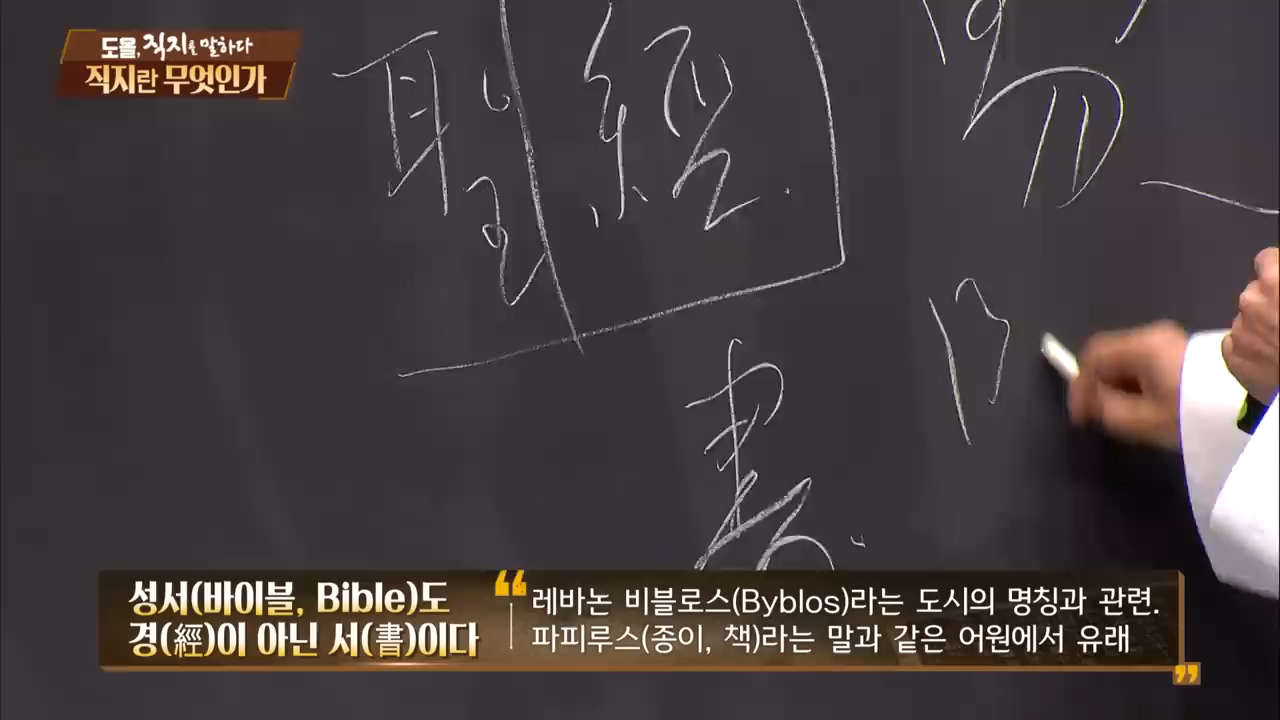 도올, 직지를 말하다
직지란 무엇인가
聖經
書
성서(바이블, Bible)도
경(經)이 아닌 서(書)이다
“레바논 비블로스(Byblos)라는 도시의 명칭과 관련.
파피루스(종이, 책)라는 말과 같은 어원에서 유래”